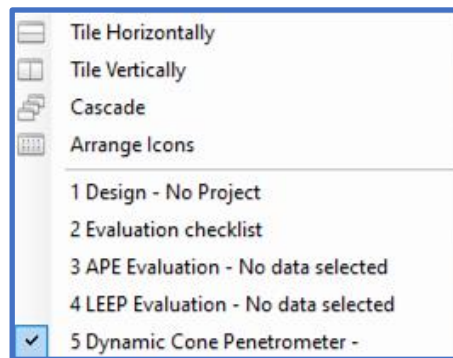 Tile Horizontally
Tile Vertically
Cascade
Arrange Icons
1 Design - No Project
2 Evaluation checklist
3 APE Evaluation - No data selected
4 LEEP Evaluation - No data selected
5 Dynamic Cone Penetrometer -